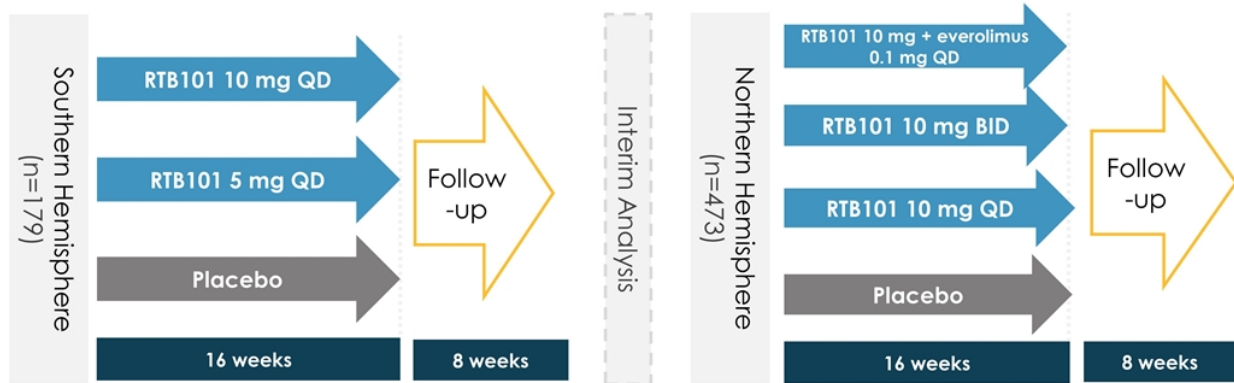 Southern Hemisphere
(n=179)
RTB101 10 mg QD
RTB101 5 mg QD
Placebo
16 weeks
Follow
-up
8 weeks
Interim Analysis
Northern Hemisphere
(n=473)
RTB101 10 mg + everolimus
0.1 mg QD
RTB101 10 mg BID
RTB101 10 mg QD
Placebo
16 weeks
Follow
-up
8 weeks